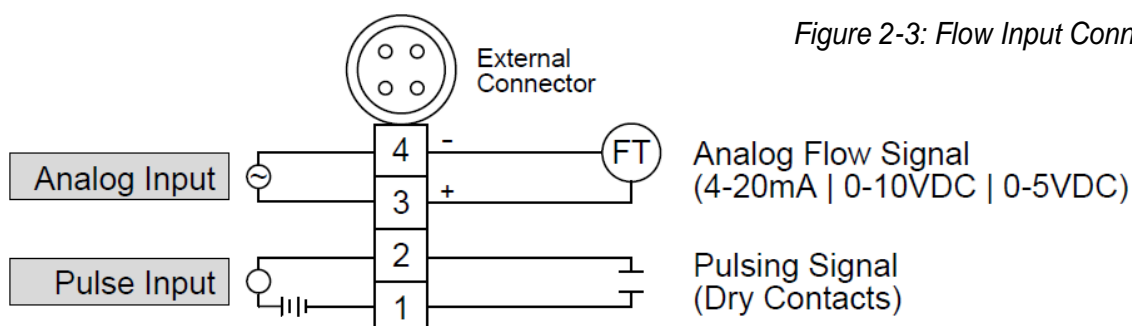 Figure 2-3: Flow Input Conn
External
Connector
Analog Input
4
-
FT
Analog Flow Signal
(4-20mA | 0-10VDC | 0-5VDC)
3
+
Pulse Input
2
Pulsing Signal
(Dry Contacts)
1